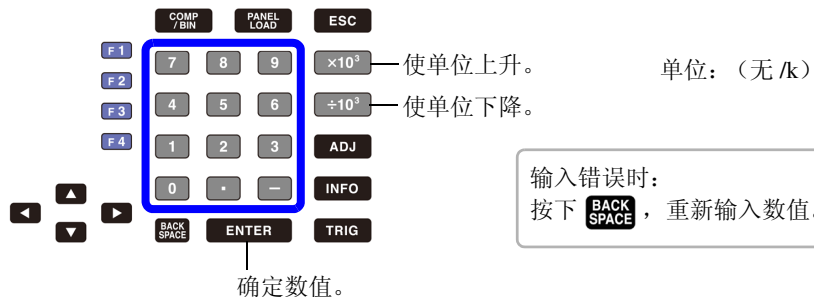 COMP
/BIN
PANEL
LOAD
ESC
F1
7 8 9 ×10³ 使单位上升。 单位：（无/k）
F2
4 5 6 ÷10³ 使单位下降。
F3
F4
1 2 3 ADJ
0 · − INFO
BACK
SPACE
ENTER TRIG
确定数值。
输入错误时：
按下 BACK SPACE ，重新输入数值。